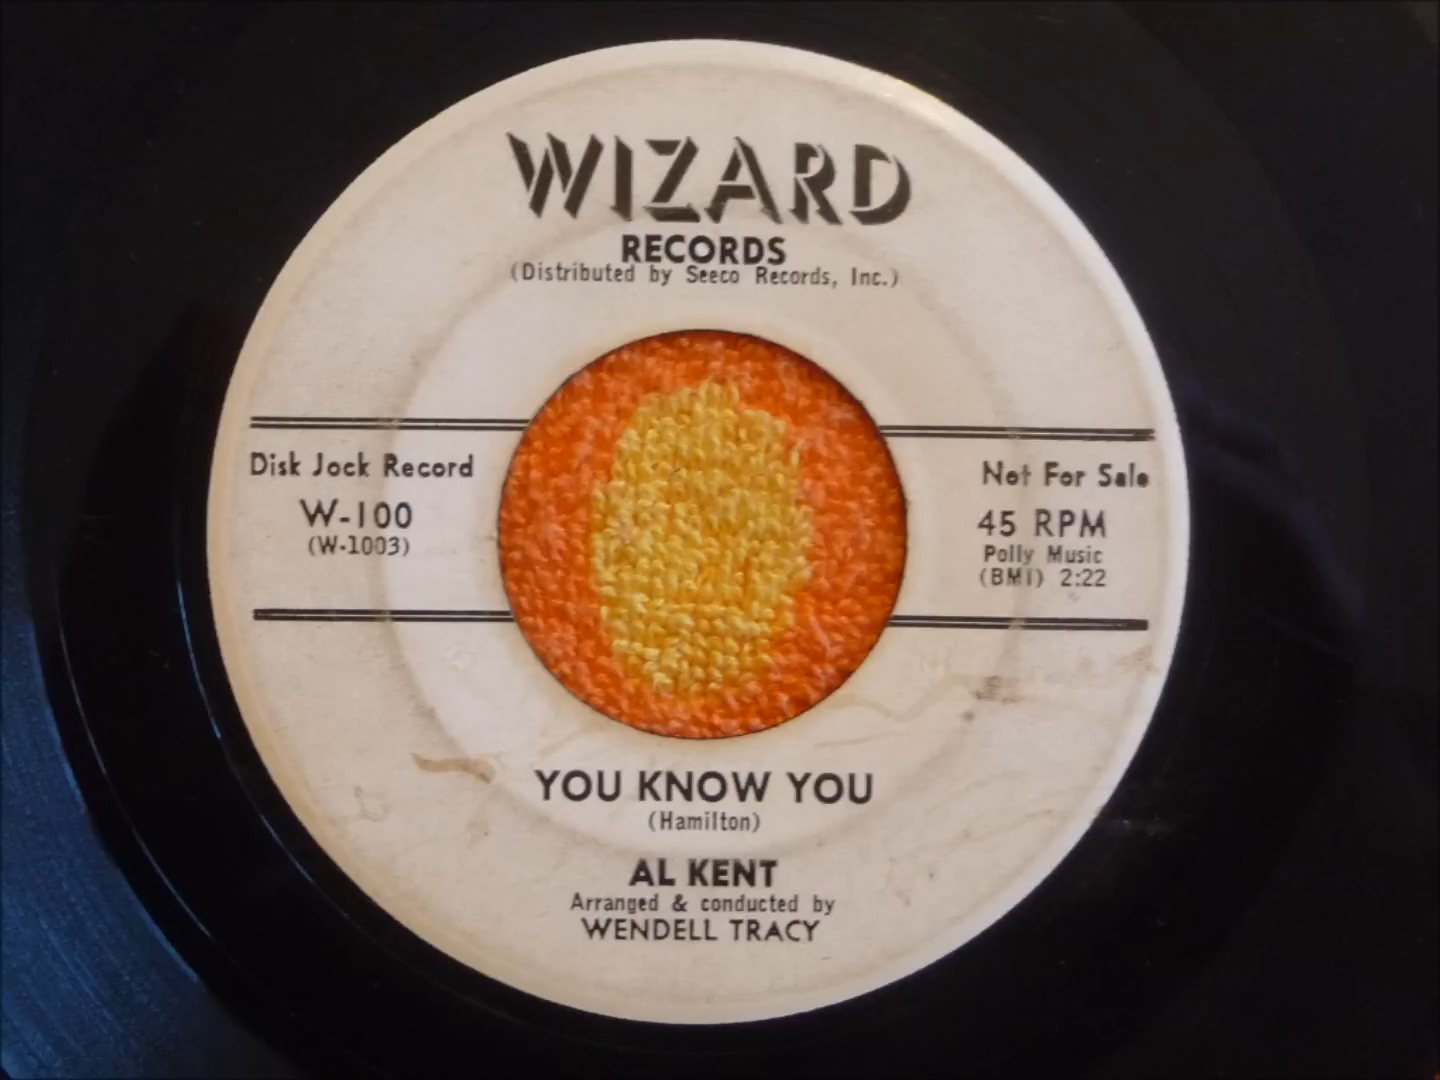 WIZARD
RECORDS
(Distributed by Seeco Records, Inc.)
Disk Jock Record
W-100
(W-1003)
Not For Sale
45 RPM
Polly Music
(BMI) 2:22
YOU KNOW YOU
(Hamilton)
AL KENT
Arranged & conducted by
WENDELL TRACY